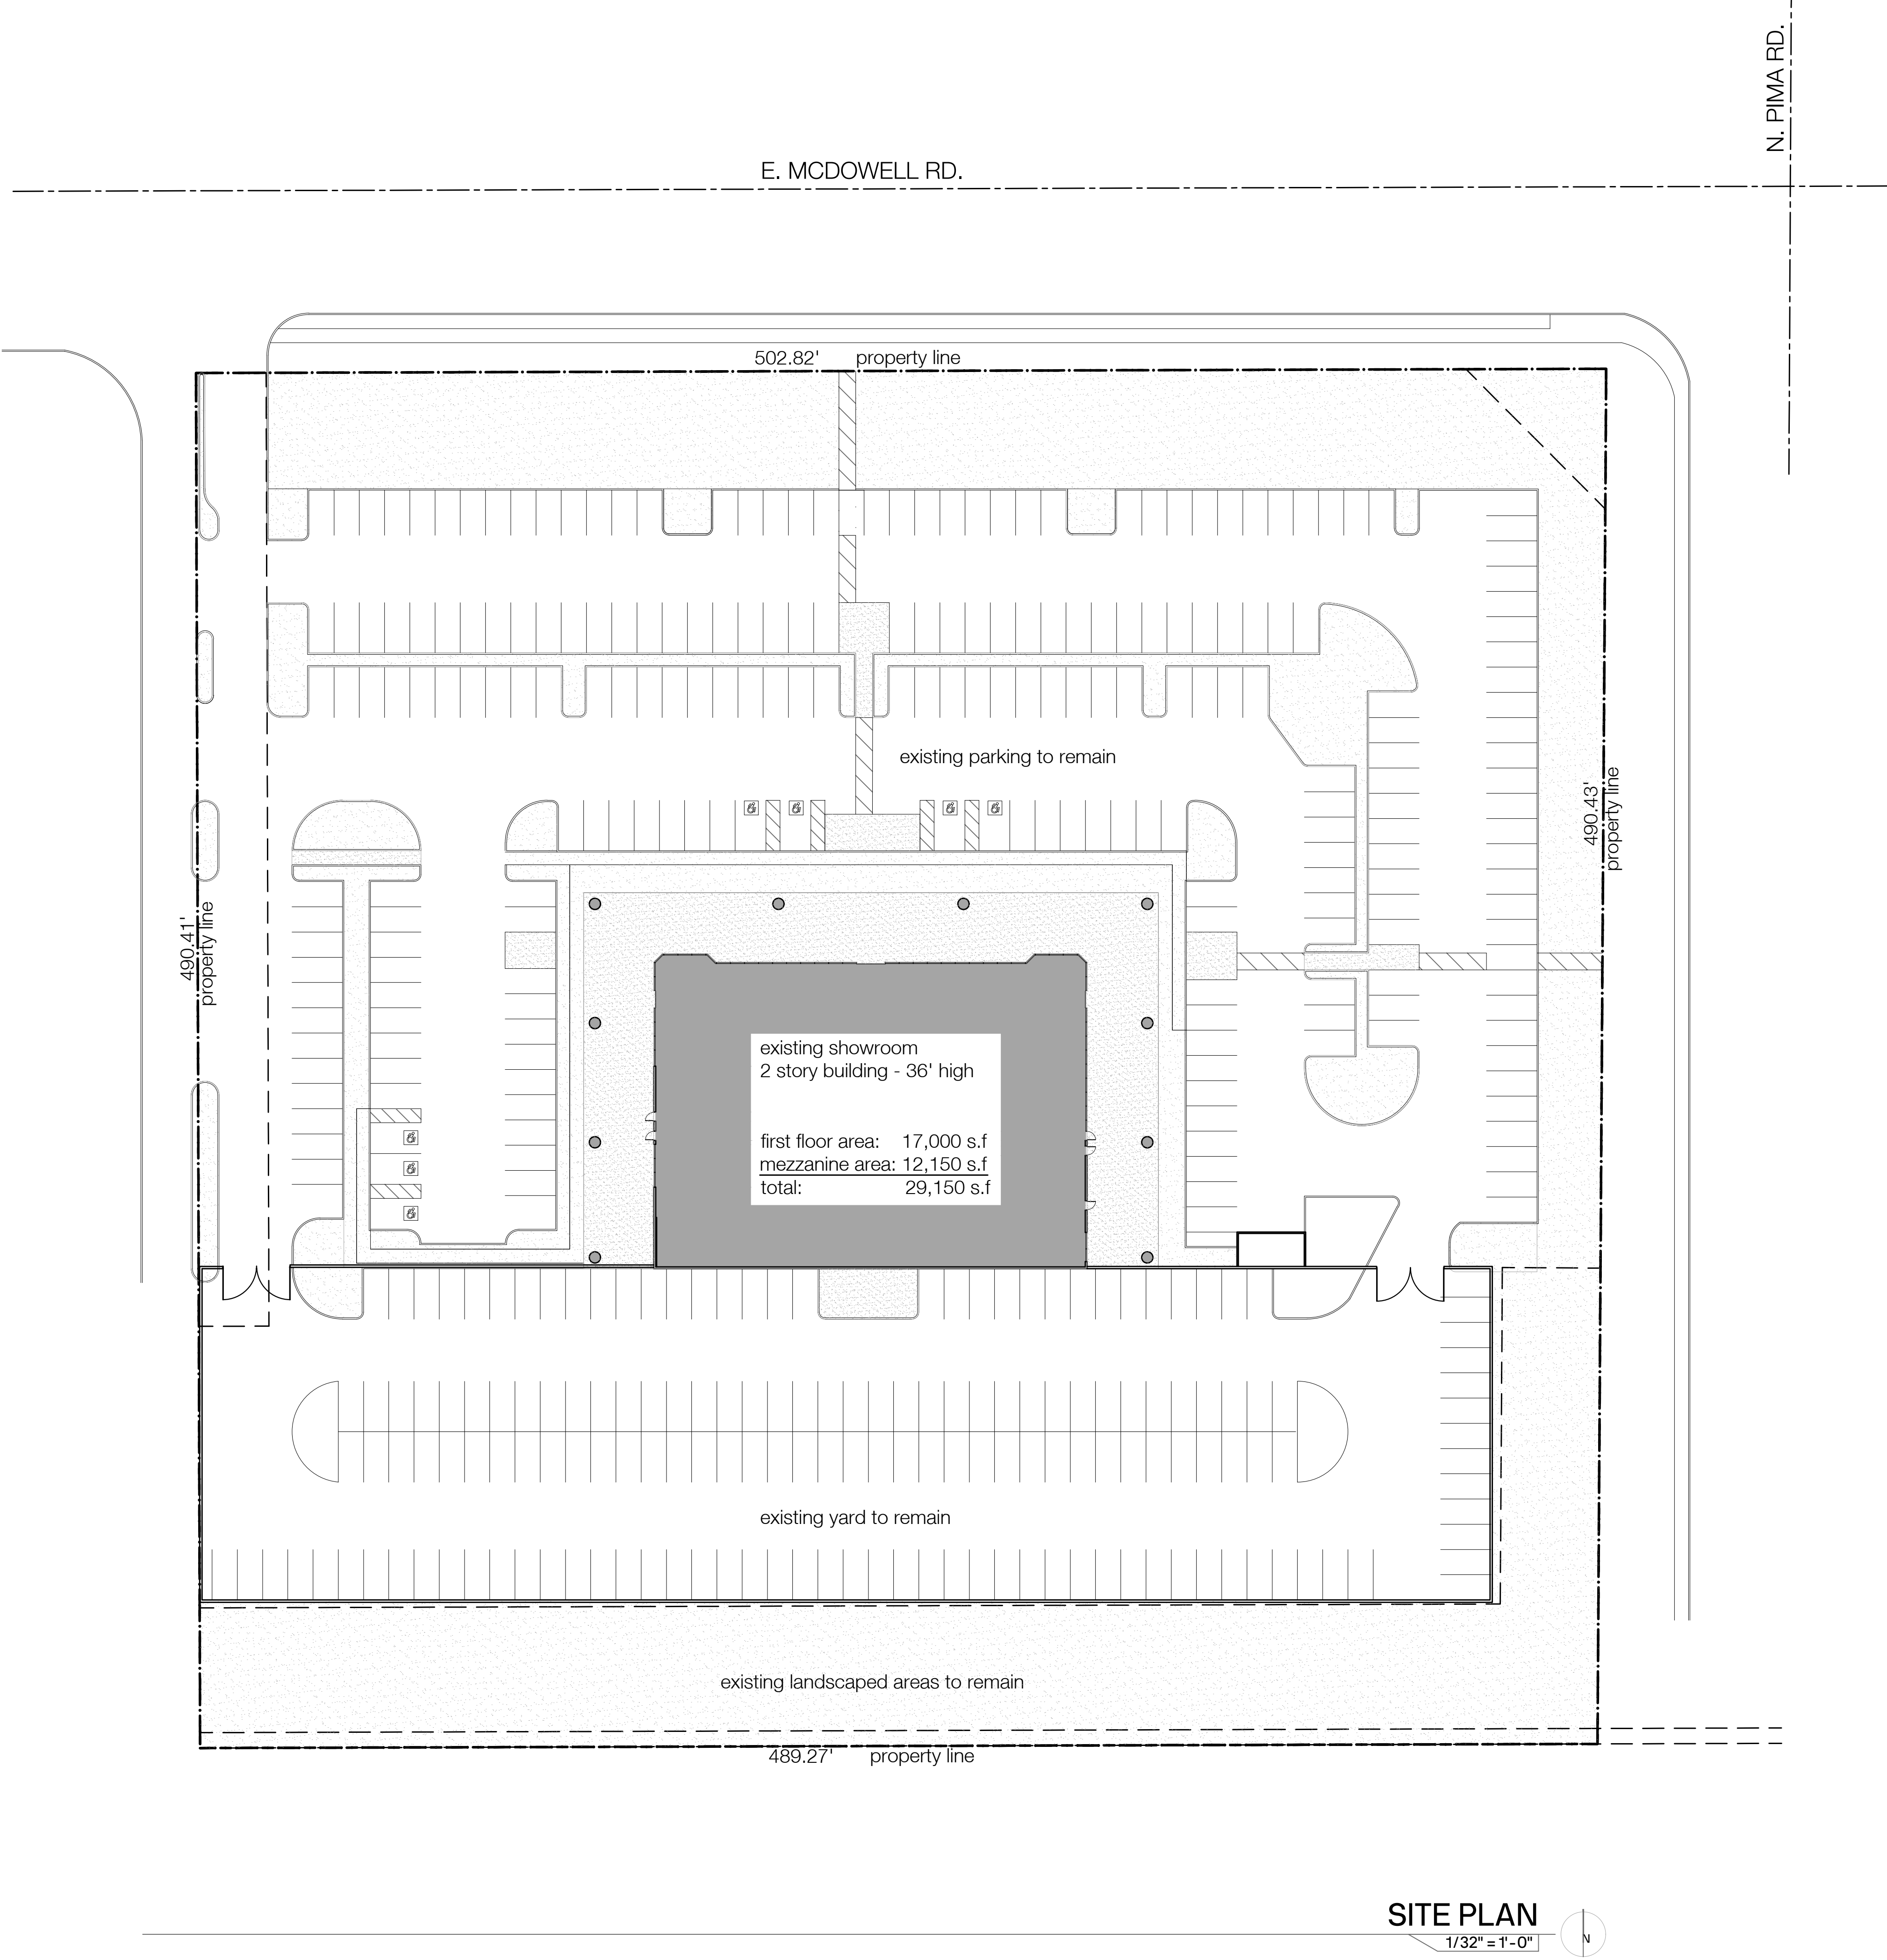 N. PIMA RD.
E. MCDOWELL RD.
502.82' property line
existing parking to remain
490.43'
property line
490.41'
property line
existing showroom
2 story building - 36' high
first floor area: 17,000 s.f
mezzanine area: 12,150 s.f
total: 29,150 s.f
existing yard to remain
existing landscaped areas to remain
489.27' property line
SITE PLAN
1/32" = 1'-0"
N